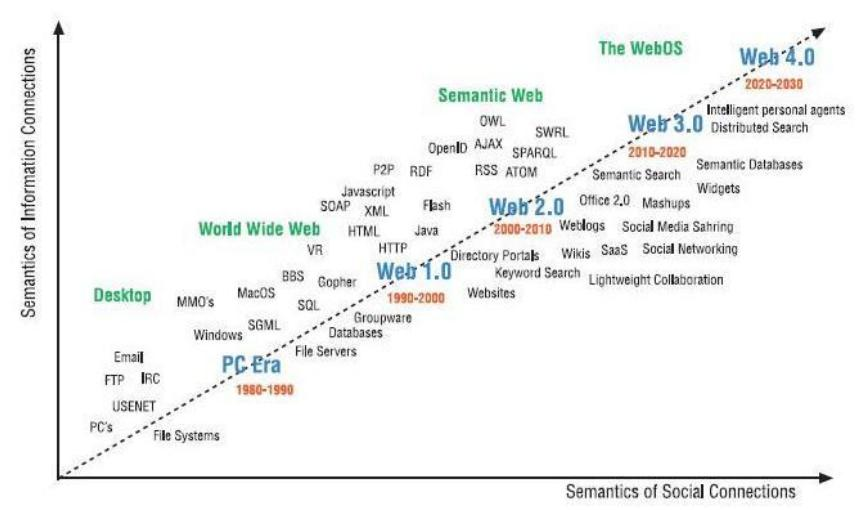 Semantics of Information Connections
The WebOS
Web 4.0
2020-2030
Semantic Web
Intelligent personal agents
OWL
Web 3.0
Distributed Search
SWRL
OpenID
AJAX
SPARQL
2010-2020
P2P
RDF
RSS
ATOM
Semantic Search
Semantic Databases
Javascript
Widgets
SOAP
XML
Flash
Web 2.0
Office 2.0
Mashups
World Wide Web
HTML
Java
2000-2010
Weblogs
Social Media Sahring
VR
HTTP
Directory Portals
Wikis
SaaS
Social Networking
BBS
Gopher
Web 1.0
Keyword Search
Lightweight Collaboration
Desktop
MMO's
MacOS
SQL
1990-2000
Websites
Windows
SGML
Groupware
Databases
Email
PC Era
File Servers
FTP
IRC
1980-1990
USENET
PC's
File Systems
Semantics of Social Connections